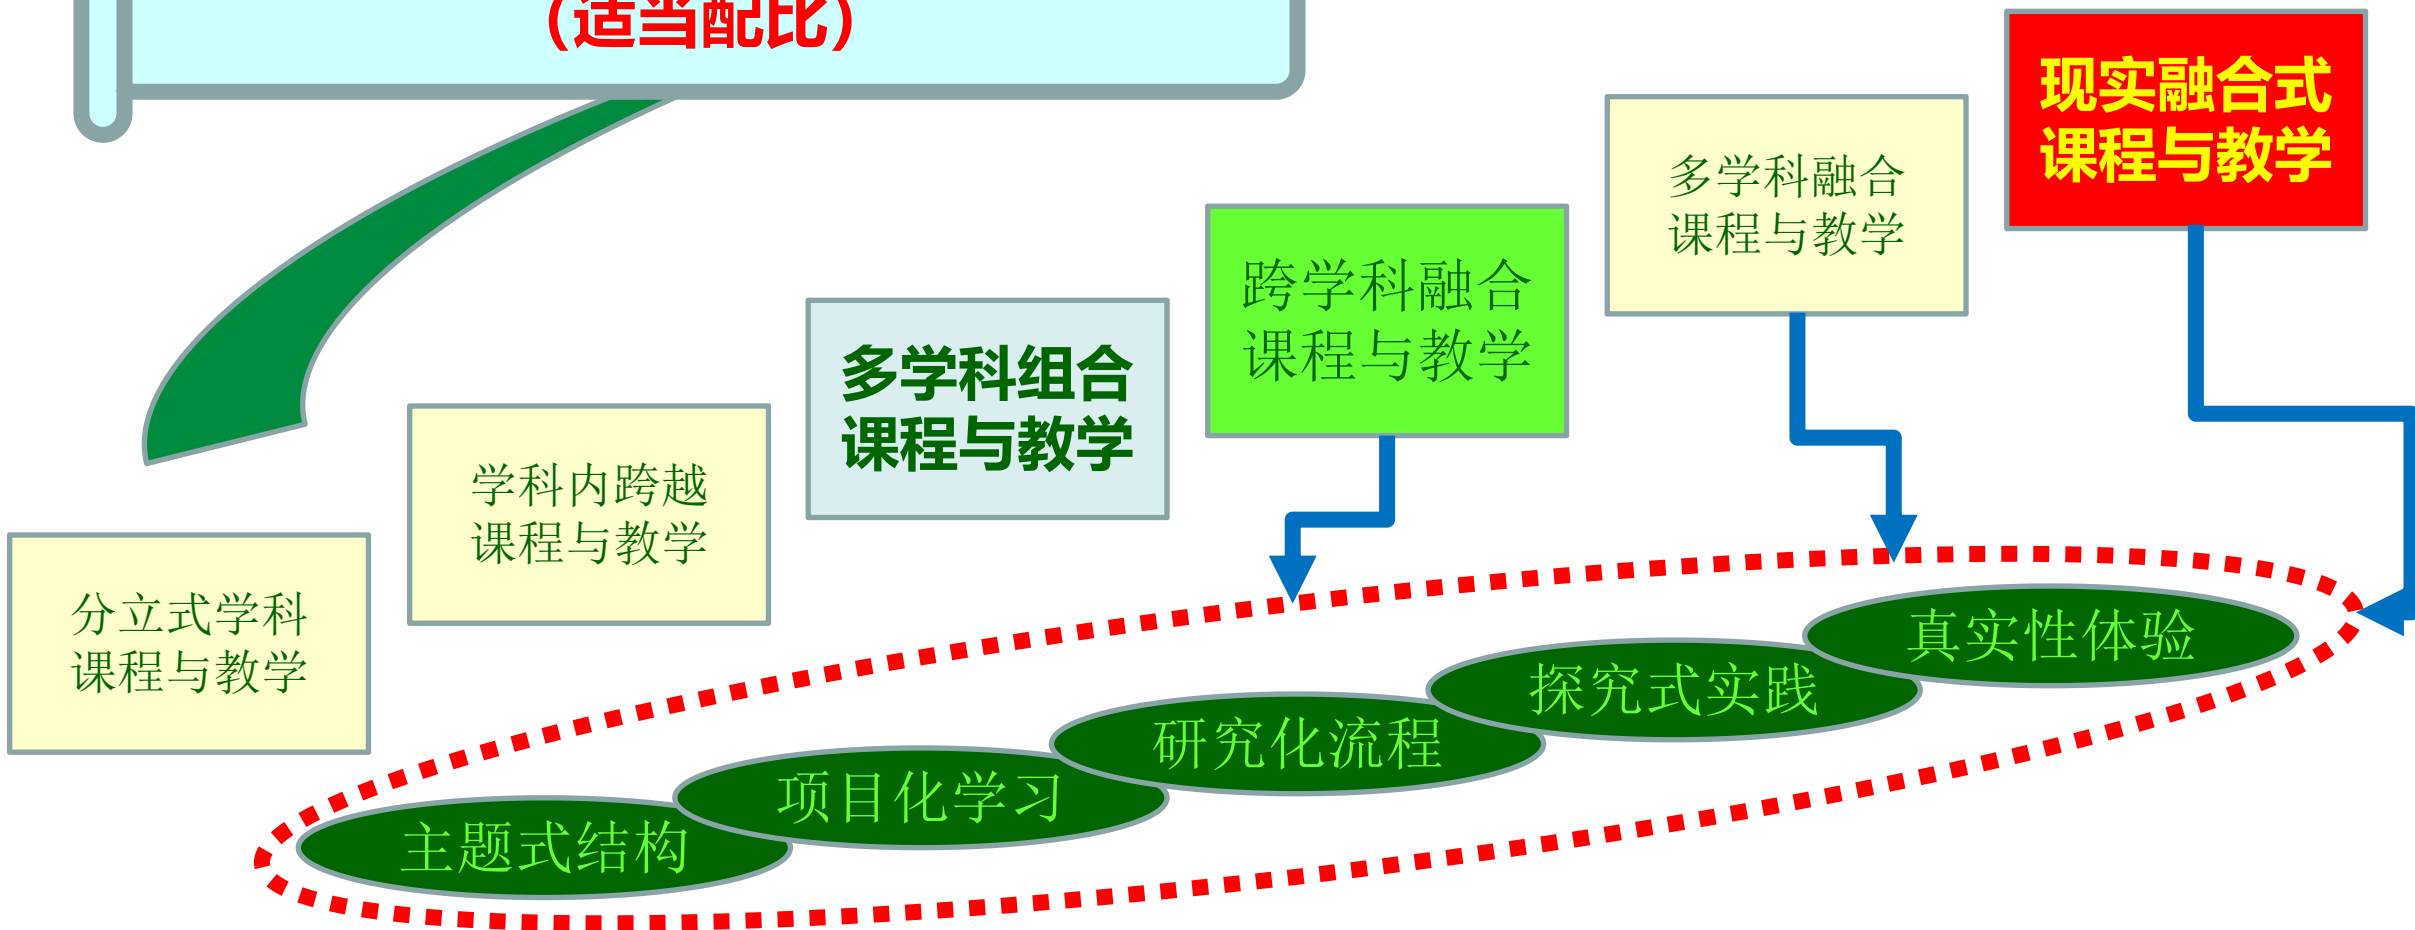 （适当配比）
现实融合式
课程与教学
多学科融合
课程与教学
跨学科融合
课程与教学
多学科组合
课程与教学
学科内跨越
课程与教学
分立式学科
课程与教学
真实性体验
探究式实践
研究化流程
项目化学习
主题式结构